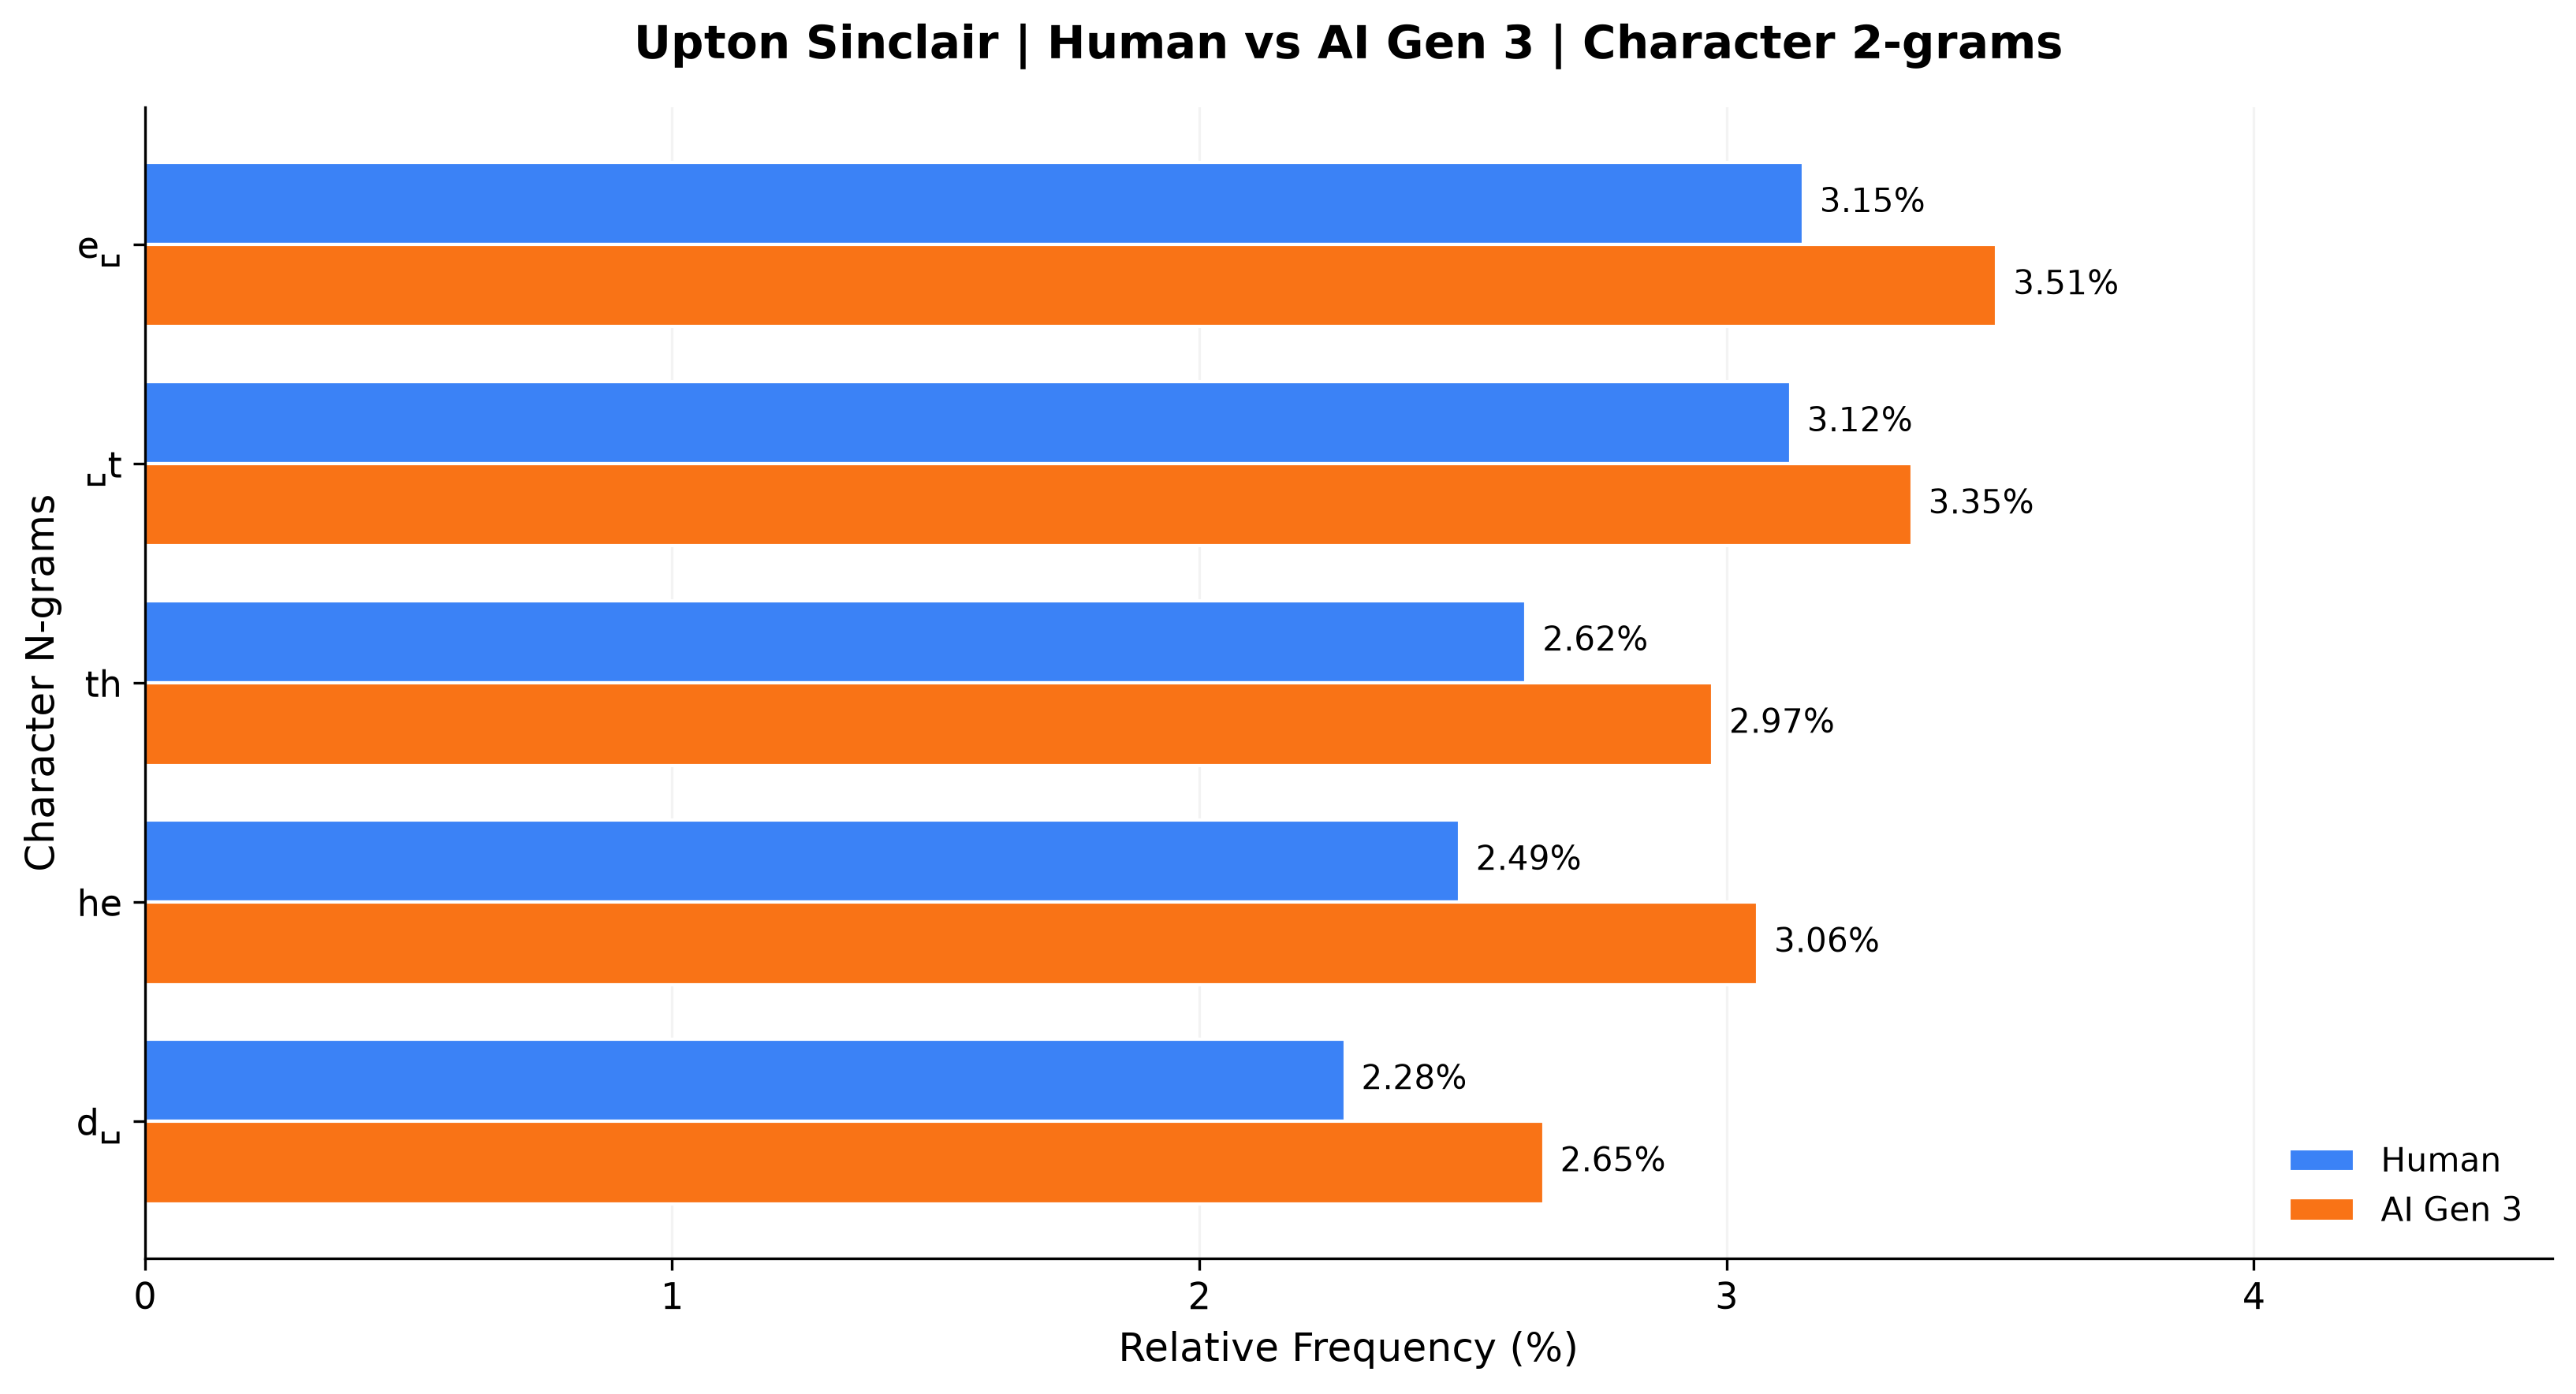 Upton Sinclair | Human vs AI Gen 3 | Character 2-grams
Character N-grams
e␣
3.15%
3.51%
␣t
3.12%
3.35%
th
2.62%
2.97%
he
2.49%
3.06%
d␣
2.28%
2.65%
Human
AI Gen 3
0 1 2 3 4
Relative Frequency (%)